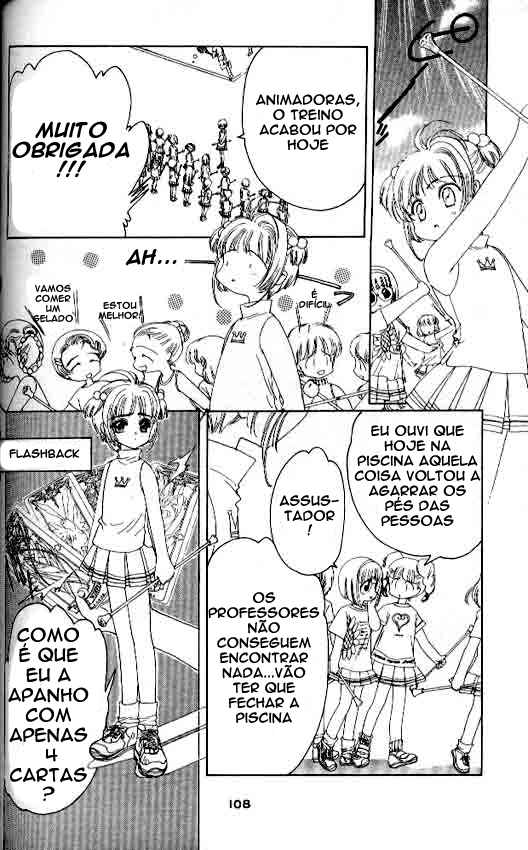 ANIMADORAS,
O TREINO
ACABOU POR
HOJE
MUITO
OBRIGADA
!!!
AH...
É
DIFÍCIL!
ESTOU
MELHOR!
VAMOS
COMER
UM
GELADO
EU OUVI QUE
HOJE NA
PISCINA AQUELA
COISA VOLTOU A
AGARRAR OS
PÉS DAS
PESSOAS
ASSUS-
TADOR
!
OS
PROFESSORES
NÃO
CONSEGUEM
ENCONTRAR
NADA...VÃO
TER QUE
FECHAR A
PISCINA
FLASHBACK
COMO
É QUE
EU A
APANHO
COM
APENAS
4
CARTAS
?
108